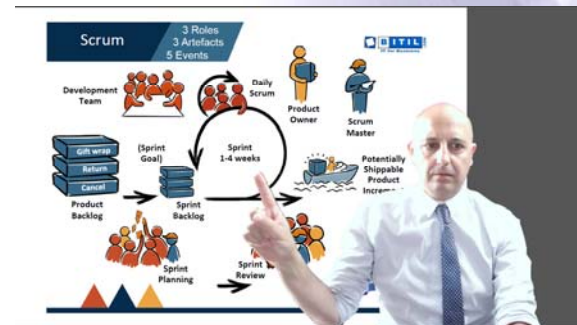 Scrum
3 Roles
3 Artefacts
5 Events
BITIL
Development
Team
Daily
Scrum
Product
Owner
Scrum
Master
Gift wrap
Return
Cancel
Product
Backlog
(Sprint
Goal)
Sprint
Backlog
Sprint
1-4 weeks
Potentially
Shippable
Product
Sprint
Planning
Sprint
Review